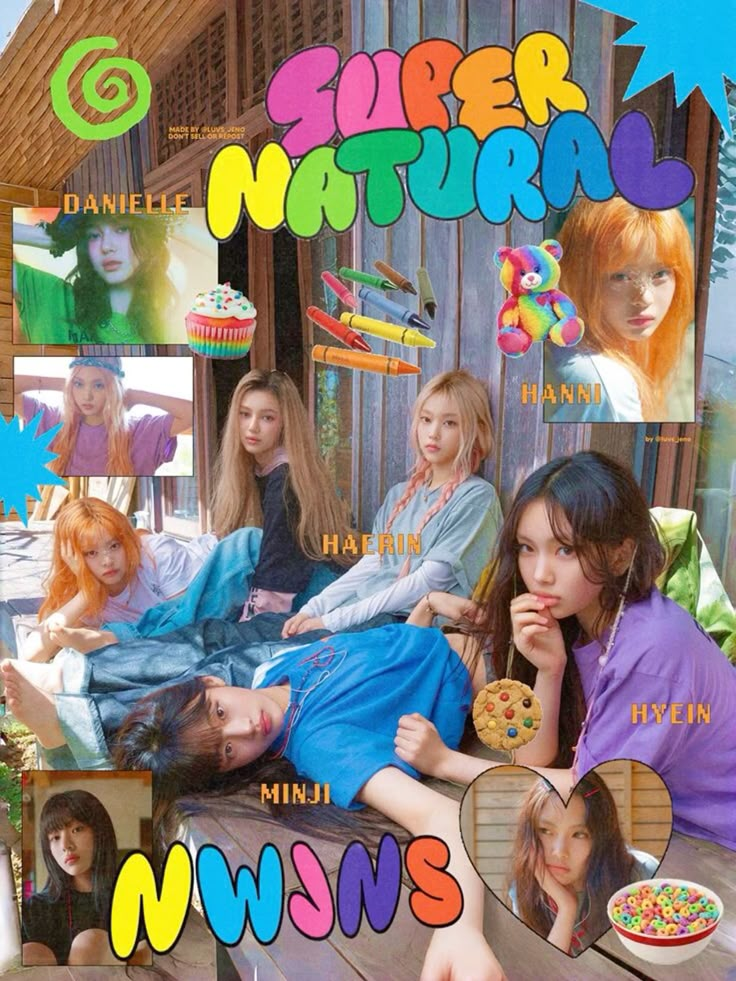 SUPER
NATURAL
MADE BY @LUVS_JENO
DON'T SELL OR REPOST
DANIELLE
HANNI
by @luvs_jeno
HAERIN
HYEIN
MINJI
NWJNS